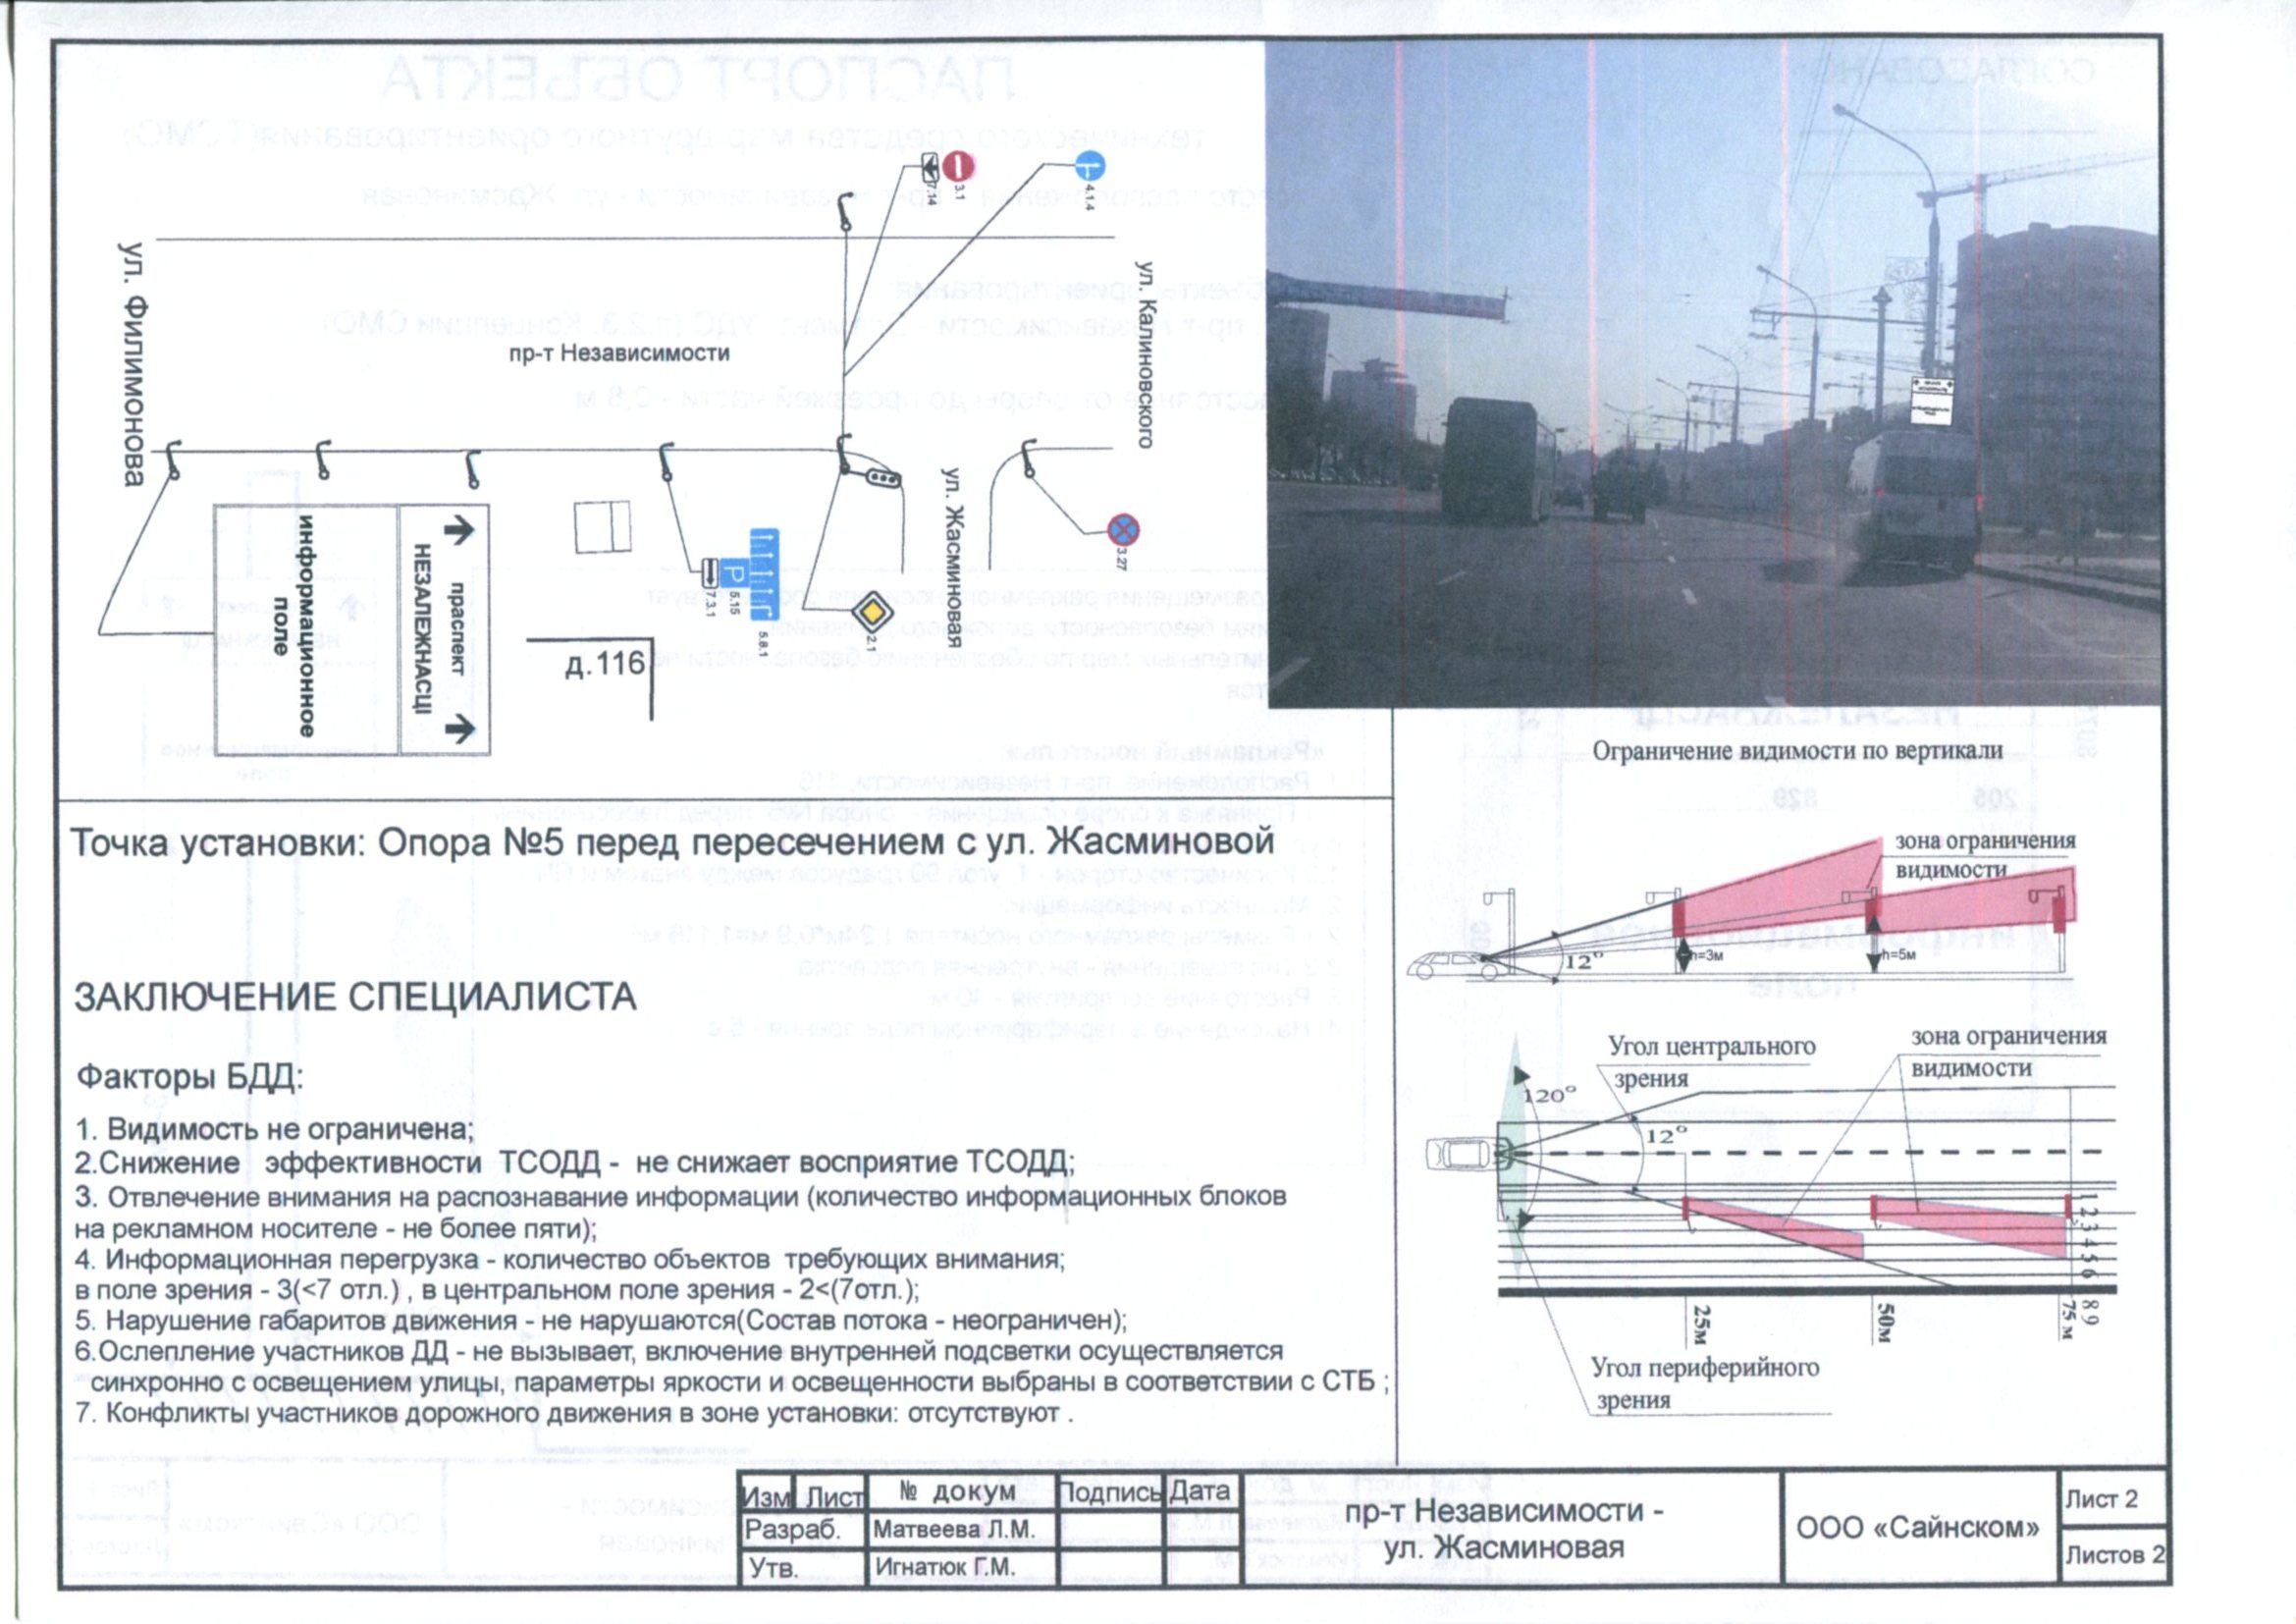 ул. Филимонова
пр-т Независимости
ул. Калиновского
ул. Жасминовая
7.14
3.1
4.1.4
3.27
2.1
5.8.1
5.15
7.3.1
P
праспект
НЕЗАЛЕЖНАСЦІ
информационное
поле
д.116
Точка установки: Опора №5 перед пересечением с ул. Жасминовой
ЗАКЛЮЧЕНИЕ СПЕЦИАЛИСТА
Факторы БДД:
1. Видимость не ограничена;
2.Снижение эффективности ТСОДД - не снижает восприятие ТСОДД;
3. Отвлечение внимания на распознавание информации (количество информационных блоков
на рекламном носителе - не более пяти);
4. Информационная перегрузка - количество объектов требующих внимания;
в поле зрения - 3(<7 отл.) , в центральном поле зрения - 2<(7отл.);
5. Нарушение габаритов движения - не нарушаются(Состав потока - неограничен);
6.Ослепление участников ДД - не вызывает, включение внутренней подсветки осуществляется
синхронно с освещением улицы, параметры яркости и освещенности выбраны в соответствии с СТБ ;
7. Конфликты участников дорожного движения в зоне установки: отсутствуют .
Ограничение видимости по вертикали
зона ограничения
видимости
12°
h=3м
h=5м
Угол центрального
зрения
зона ограничения
видимости
120°
12°
1 2 3 4 5 6 8 9
25м
50м
75 м
Угол периферийного
зрения
Изм. Лист № докум Подпись Дата
Разраб. Матвеева Л.М.
Утв. Игнатюк Г.М.
пр-т Независимости -
ул. Жасминовая
ООО «Сайнском»
Лист 2
Листов 2